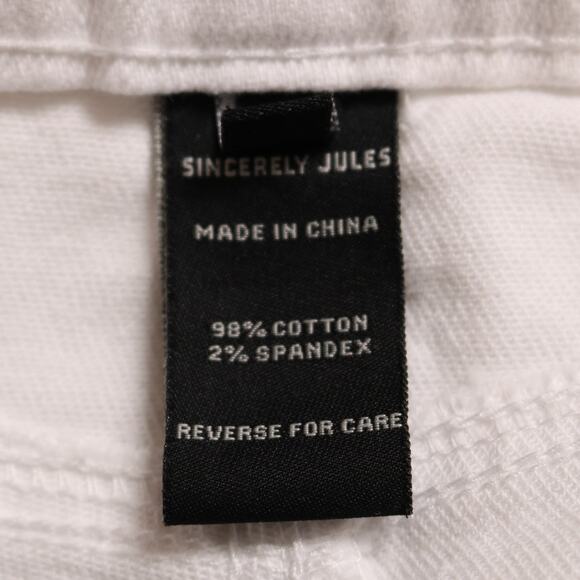 SINCERELY JULES
MADE IN CHINA
98% COTTON
2% SPANDEX
REVERSE FOR CARE